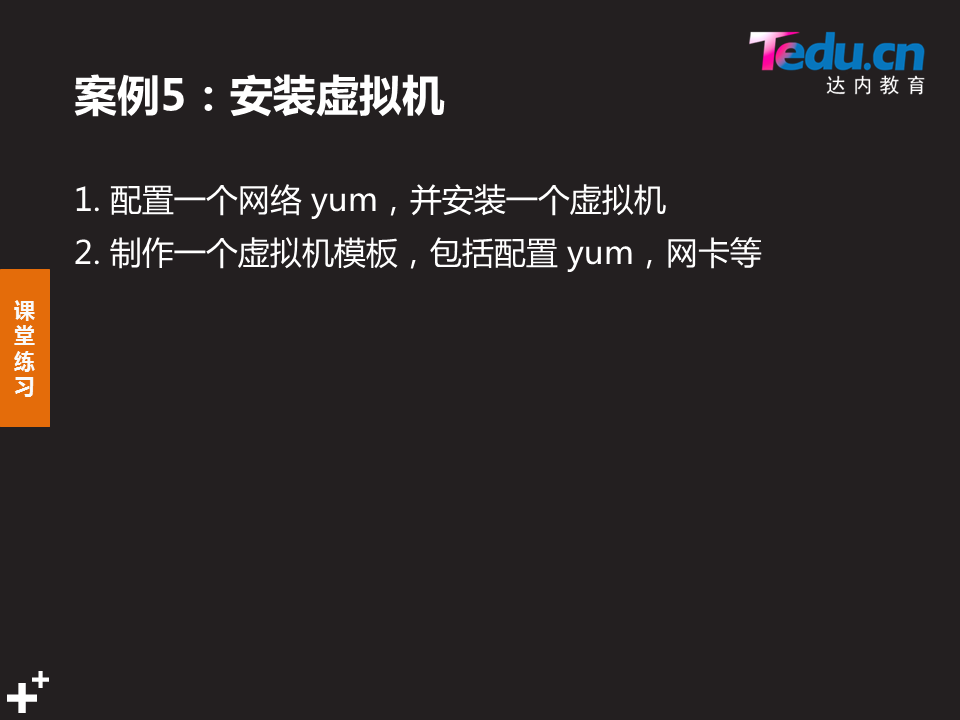 Tedu.cn
达内教育
案例5：安装虚拟机
1. 配置一个网络 yum，并安装一个虚拟机
2. 制作一个虚拟机模板，包括配置 yum，网卡等
课
堂
练
习